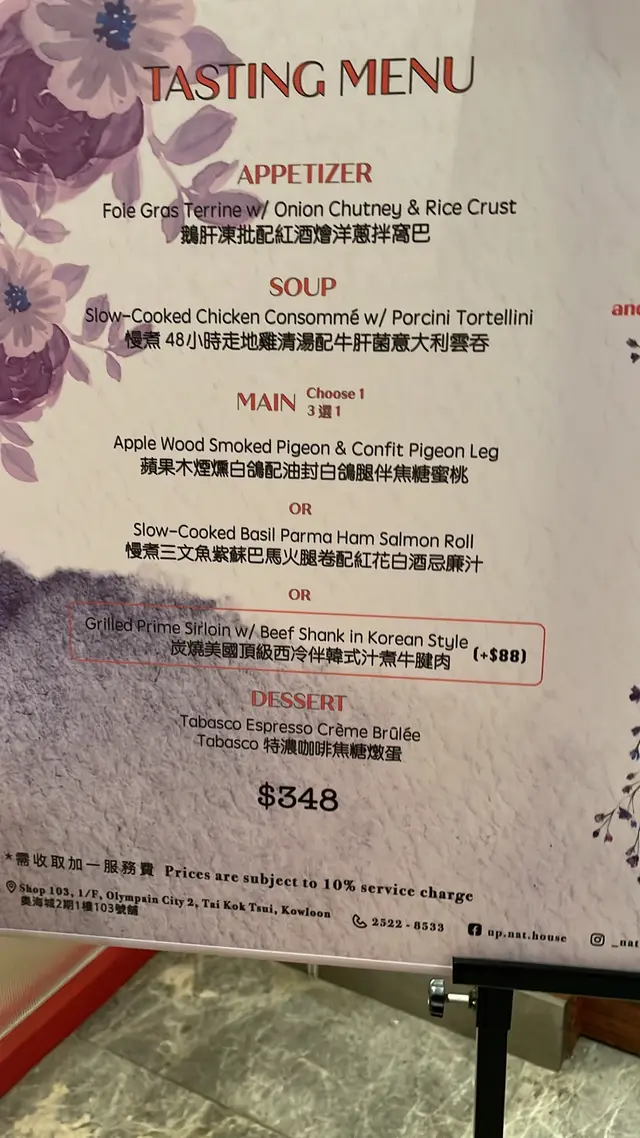 TASTING MENU
APPETIZER
Foie Gras Terrine w/ Onion Chutney & Rice Crust
鵝肝凍批配紅酒燴洋蔥拌窩巴
SOUP
Slow-Cooked Chicken Consommé w/ Porcini Tortellini
慢煮 48小時走地雞清湯配牛肝菌意大利雲吞
MAIN Choose 1
3 選 1
Apple Wood Smoked Pigeon & Confit Pigeon Leg
蘋果木煙燻白鴿配油封白鴿腿伴焦糖蜜桃
OR
Slow-Cooked Basil Parma Ham Salmon Roll
慢煮三文魚紫蘇巴馬火腿卷配紅花白酒忌廉汁
OR
Grilled Prime Sirloin w/ Beef Shank in Korean Style (+$88)
炭燒美國頂級西冷伴韓式汁煮牛腱肉
DESSERT
Tabasco Espresso Crème Brûlée
Tabasco 特濃咖啡焦糖燉蛋
$348
*需收取加一服務費 Prices are subject to 10% service charge
Shop 103, 1/F, Olympain City 2, Tai Kok Tsui, Kowloon
奧海城2期1樓103號舖
2522 - 8533
up.nat.house
_nat
and